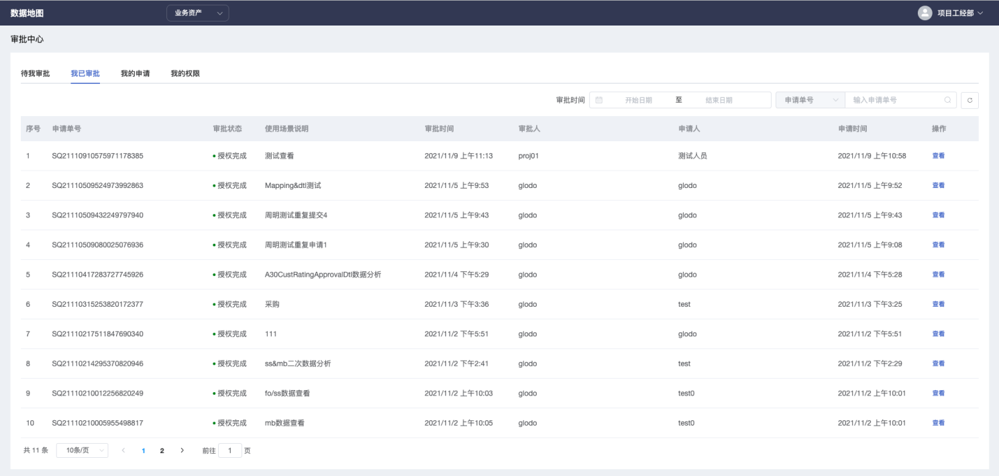 数据地图 业务资产 项目工经部
审批中心
待我审批 我已审批 我的申请 我的权限
审批时间 开始日期 至 结束日期 申请单号 输入申请单号
序号 申请单号 审批状态 使用场景说明 审批时间 审批人 申请人 申请时间 操作
1 SQ21110910575971178385 授权完成 测试查看 2021/11/9 上午11:13 proj01 测试人员 2021/11/9 上午10:58 查看
2 SQ21110509524973992863 授权完成 Mapping&dtl测试 2021/11/5 上午9:53 glodo glodo 2021/11/5 上午9:52 查看
3 SQ21110509432249797940 授权完成 周明测试重复提交4 2021/11/5 上午9:43 glodo glodo 2021/11/5 上午9:43 查看
4 SQ21110509080025076936 授权完成 周明测试重复申请1 2021/11/5 上午9:30 glodo glodo 2021/11/5 上午9:08 查看
5 SQ21110417283727745926 授权完成 A30CustRatingApprovalDtl数据分析 2021/11/4 下午5:29 glodo glodo 2021/11/4 下午5:28 查看
6 SQ21110315253820172377 授权完成 采购 2021/11/3 下午3:36 glodo test 2021/11/3 下午3:25 查看
7 SQ21110217511847690340 授权完成 111 2021/11/2 下午5:51 glodo glodo 2021/11/2 下午5:51 查看
8 SQ21110214295370820946 授权完成 ss&mb二次数据分析 2021/11/2 下午2:41 glodo test 2021/11/2 下午2:29 查看
9 SQ21110210012256820249 授权完成 fo/ss数据查看 2021/11/2 上午10:03 glodo test0 2021/11/2 上午10:01 查看
10 SQ21110210005955498817 授权完成 mb数据查看 2021/11/2 上午10:05 glodo test0 2021/11/2 上午10:01 查看
共 11 条 10条/页 1 2 前往 1 页